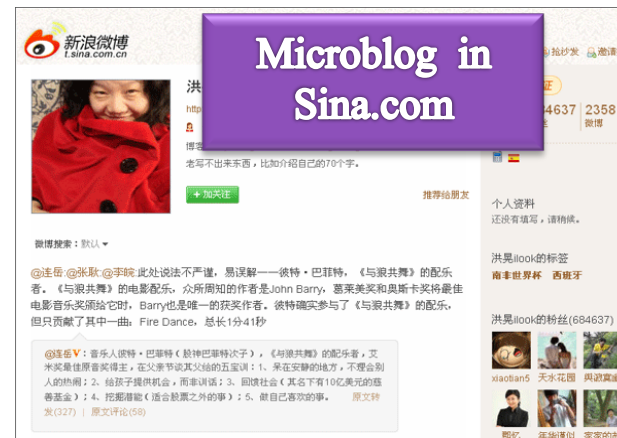 新浪微博
t.sina.com.cn
Microblog in
Sina.com
抢沙发
邀请
洪
证
84637
2358
微博
老写不出来东西，比如介绍自己的70个字。
+ 加关注
推荐给朋友
个人资料
还没有填写，请稍候。
微博搜索：默认
洪晃ilook的标签
南非世界杯 西班牙
@连岳:@张耿:@李皖:此处说法不严谨，易误解——彼特·巴菲特，《与狼共舞》的配乐
者。《与狼共舞》的电影配乐，众所周知的作者是John Barry，葛莱美奖和奥斯卡奖将最佳
电影音乐奖颁给它时，Barry也是唯一的获奖作者。彼特确实参与了《与狼共舞》的配乐，
但只贡献了其中一曲：Fire Dance，总长1分41秒
洪晃ilook的粉丝(684637)
@连岳V：音乐人彼特·巴菲特（股神巴菲特次子），《与狼共舞》的配乐者，艾
米奖最佳原音奖得主，在父亲节谈其父给的五宝训：1、呆在安静的地方，不理会别
人的热闹；2、给孩子提供机会，而非训话；3、回馈社会（其名下有10亿美元的慈
善基金）；4、挖掘潜能（适合股票之外的事）；5、做自己喜欢的事。 原文转
发(327) | 原文评论(58)
xiaotian5 天水花园